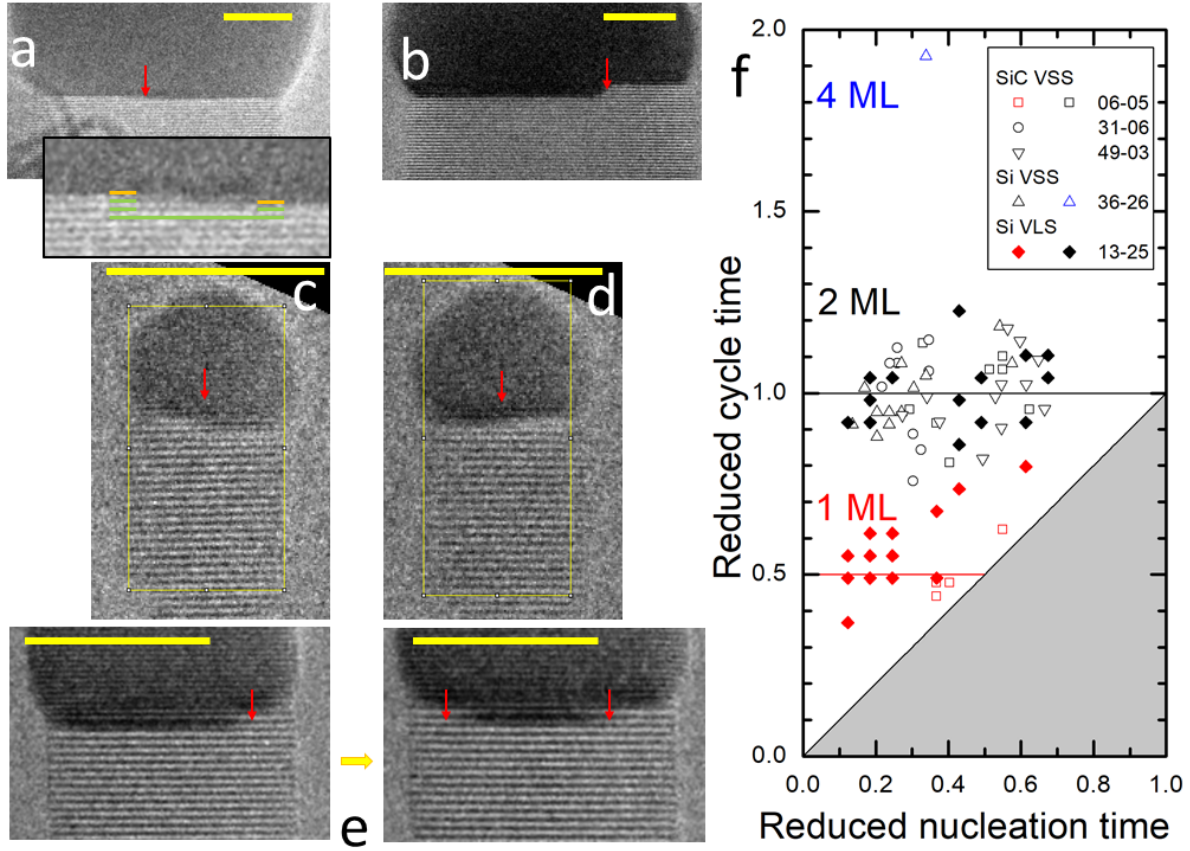 a
b
c
d
e
f
2.0
1.5
1.0
0.5
0.0
Reduced cycle time
4 ML
2 ML
1 ML
SiC VSS
06-05
31-06
49-03
Si VSS
36-26
Si VLS
13-25
0.0 0.2 0.4 0.6 0.8 1.0
Reduced nucleation time